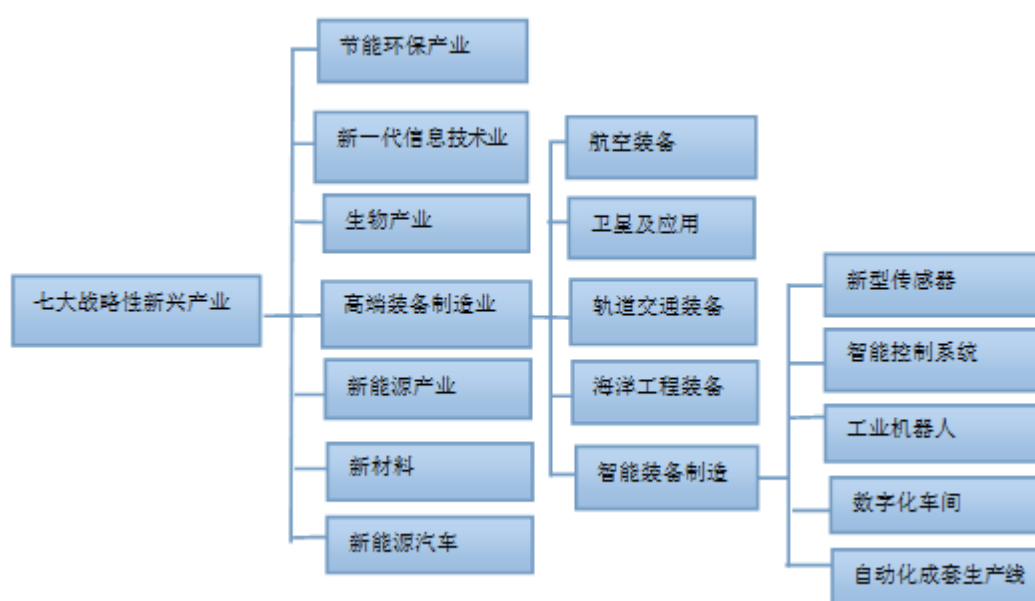 七大战略性新兴产业
节能环保产业
新一代信息技术业
生物产业
高端装备制造业
新能源产业
新材料
新能源汽车
航空装备
卫星及应用
轨道交通装备
海洋工程装备
智能装备制造
新型传感器
智能控制系统
工业机器人
数字化车间
自动化成套生产线